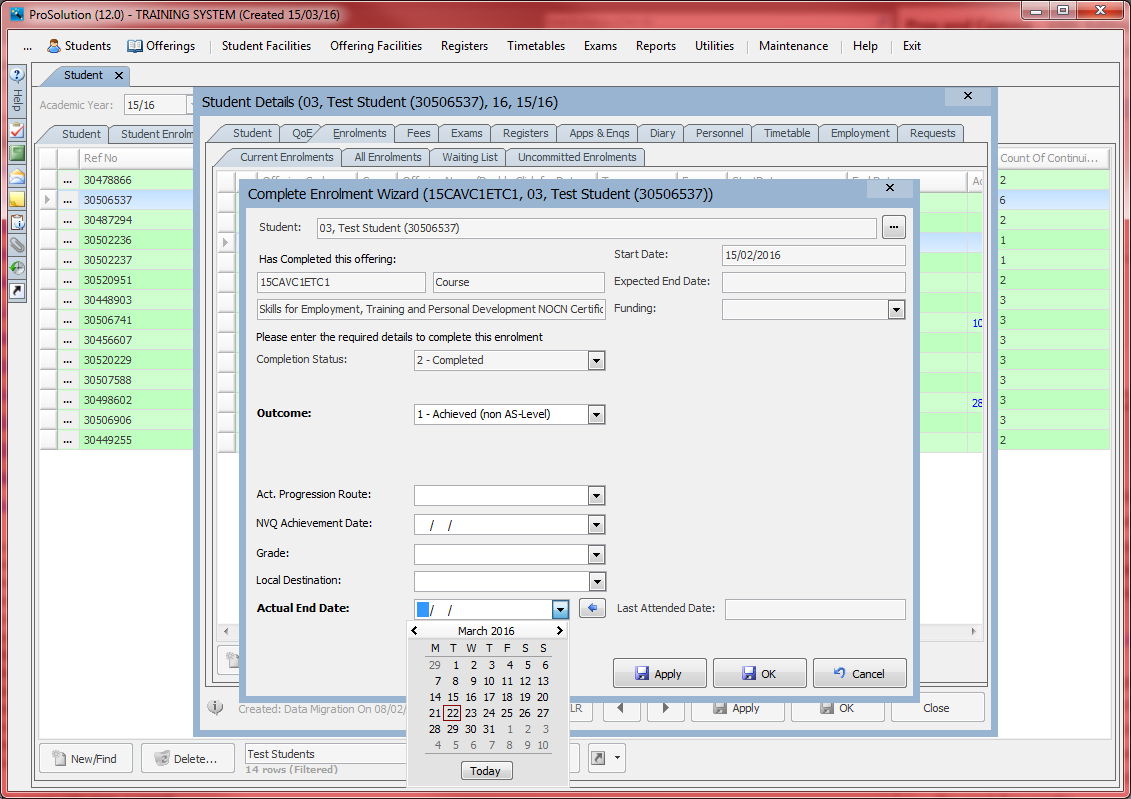 ProSolution (12.0) - TRAINING SYSTEM (Created 15/03/16)
... Students Offerings Student Facilities Offering Facilities Registers Timetables Exams Reports Utilities Maintenance Help Exit
Student
Help
Academic Year: 15/16
Student Student Enrolm
Ref No Count Of Continui...
... 30478866 2
... 30506537 6
... 30487294 2
... 30502236 1
... 30502237 1
... 30520951 2
... 30448903 3
... 30506741 3
... 30456607 3
... 30520229 3
... 30507588 3
... 30498602 3
... 30506906 3
... 30449255 2
Student Details (03, Test Student (30506537), 16, 15/16)
Student QoE Enrolments Fees Exams Registers Apps & Enqs Diary Personnel Timetable Employment Requests
Current Enrolments All Enrolments Waiting List Uncommitted Enrolments
10
28
Complete Enrolment Wizard (15CAVC1ETC1, 03, Test Student (30506537))
Student: 03, Test Student (30506537) ...
Has Completed this offering: Start Date: 15/02/2016
15CAVC1ETC1 Course Expected End Date:
Skills for Employment, Training and Personal Development NOCN Certific Funding:
Please enter the required details to complete this enrolment
Completion Status: 2 - Completed
Outcome: 1 - Achieved (non AS-Level)
Act. Progression Route:
NVQ Achievement Date: / /
Grade:
Local Destination:
Actual End Date: / / Last Attended Date:
March 2016
M T W T F S S
29 1 2 3 4 5 6
7 8 9 10 11 12 13
14 15 16 17 18 19 20
21 22 23 24 25 26 27
28 29 30 31 1 2 3
4 5 6 7 8 9 10
Today
Apply OK Cancel
Created: Data Migration On 08/02/ LR Apply OK Close
New/Find Delete... Test Students
14 rows (Filtered)